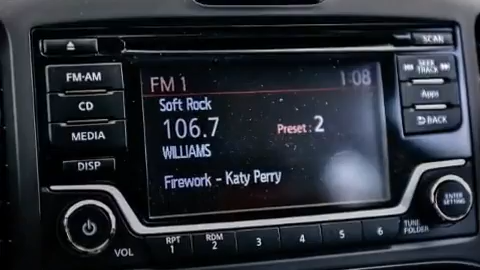 SCAN
FM·AM
CD
MEDIA
DISP
FM 1 1:08
Soft Rock
106.7 Preset : 2
WILLIAMS
Firework - Katy Perry
SEEK
TRACK
Apps
BACK
ENTER
SETTING
VOL
RPT
1
RDM
2
3
4
5
6
TUNE
FOLDER